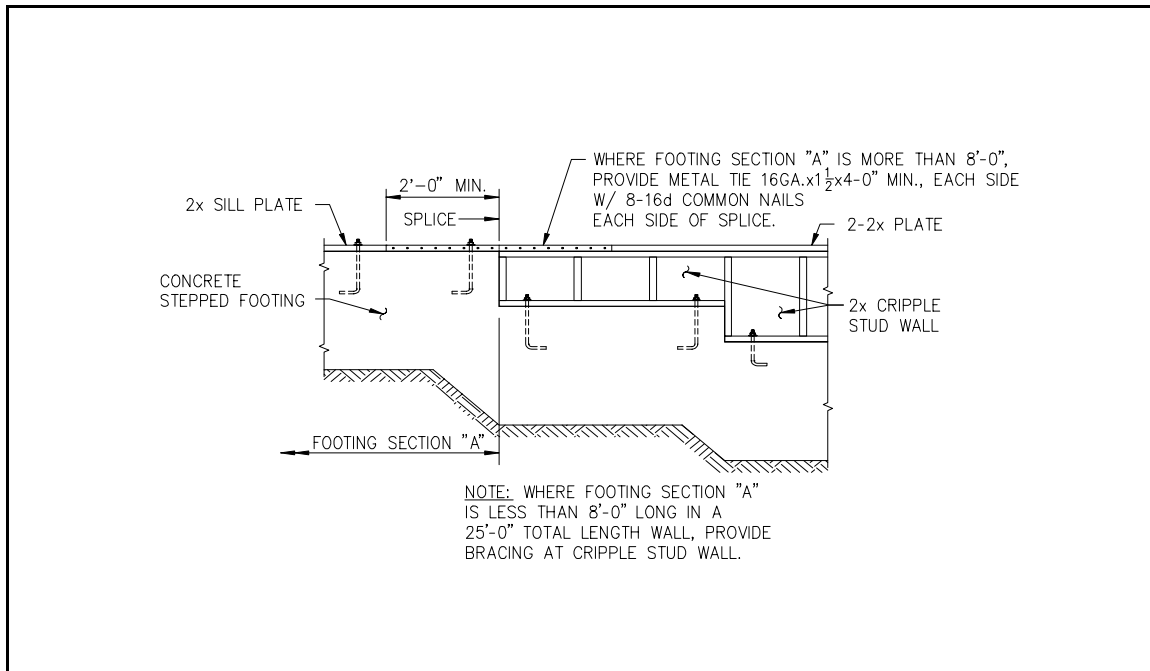 WHERE FOOTING SECTION "A" IS MORE THAN 8'-0",
PROVIDE METAL TIE 16GA.x1½x4-0" MIN., EACH SIDE
W/ 8-16d COMMON NAILS
EACH SIDE OF SPLICE.
2'-0" MIN.
2x SILL PLATE
SPLICE
2-2x PLATE
CONCRETE
STEPPED FOOTING
2x CRIPPLE
STUD WALL
FOOTING SECTION "A"
NOTE: WHERE FOOTING SECTION "A"
IS LESS THAN 8'-0" LONG IN A
25'-0" TOTAL LENGTH WALL, PROVIDE
BRACING AT CRIPPLE STUD WALL.